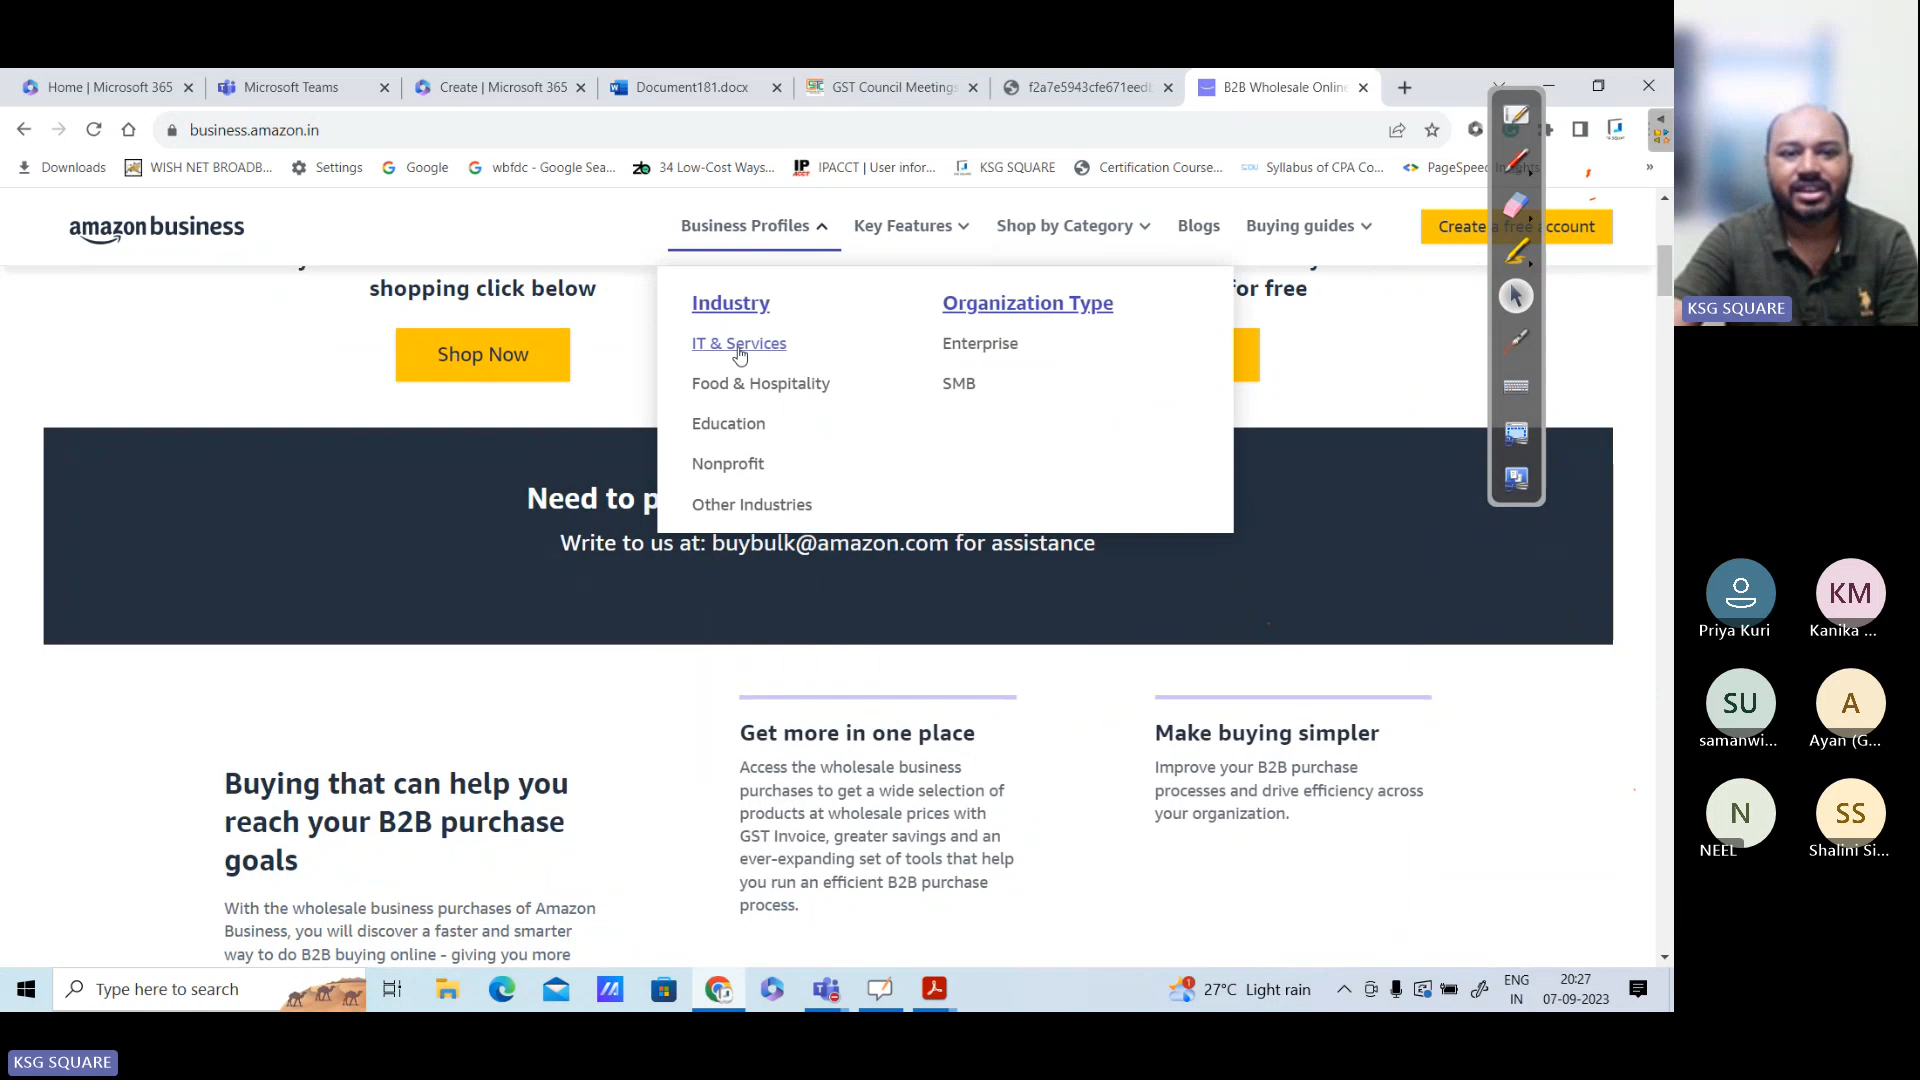 Home | Microsoft 365
Microsoft Teams
Create | Microsoft 365
Document181.docx
GST Council Meetings
f2a7e5943cfe671eedb
B2B Wholesale Online
business.amazon.in
Downloads
WISH NET BROADB...
Settings
Google
wbfdc - Google Sea...
34 Low-Cost Ways...
IPACCT | User infor...
KSG SQUARE
Certification Course...
Syllabus of CPA Co...
PageSpeed Insights
»
amazon business
Business Profiles
Key Features
Shop by Category
Blogs
Buying guides
Create a free account
shopping click below
for free
Shop Now
Industry
IT & Services
Food & Hospitality
Education
Nonprofit
Other Industries
Organization Type
Enterprise
SMB
Need to p
Write to us at: buybulk@amazon.com for assistance
Buying that can help you
reach your B2B purchase
goals
With the wholesale business purchases of Amazon
Business, you will discover a faster and smarter
way to do B2B buying online - giving you more
Get more in one place
Access the wholesale business
purchases to get a wide selection of
products at wholesale prices with
GST Invoice, greater savings and an
ever-expanding set of tools that help
you run an efficient B2B purchase
process.
Make buying simpler
Improve your B2B purchase
processes and drive efficiency across
your organization.
Type here to search
27°C Light rain
ENG
IN
20:27
07-09-2023
KSG SQUARE
Priya Kuri
KM
Kanika ...
SU
samanwi...
A
Ayan (G...
N
NEEL
SS
Shalini Si...
KSG SQUARE